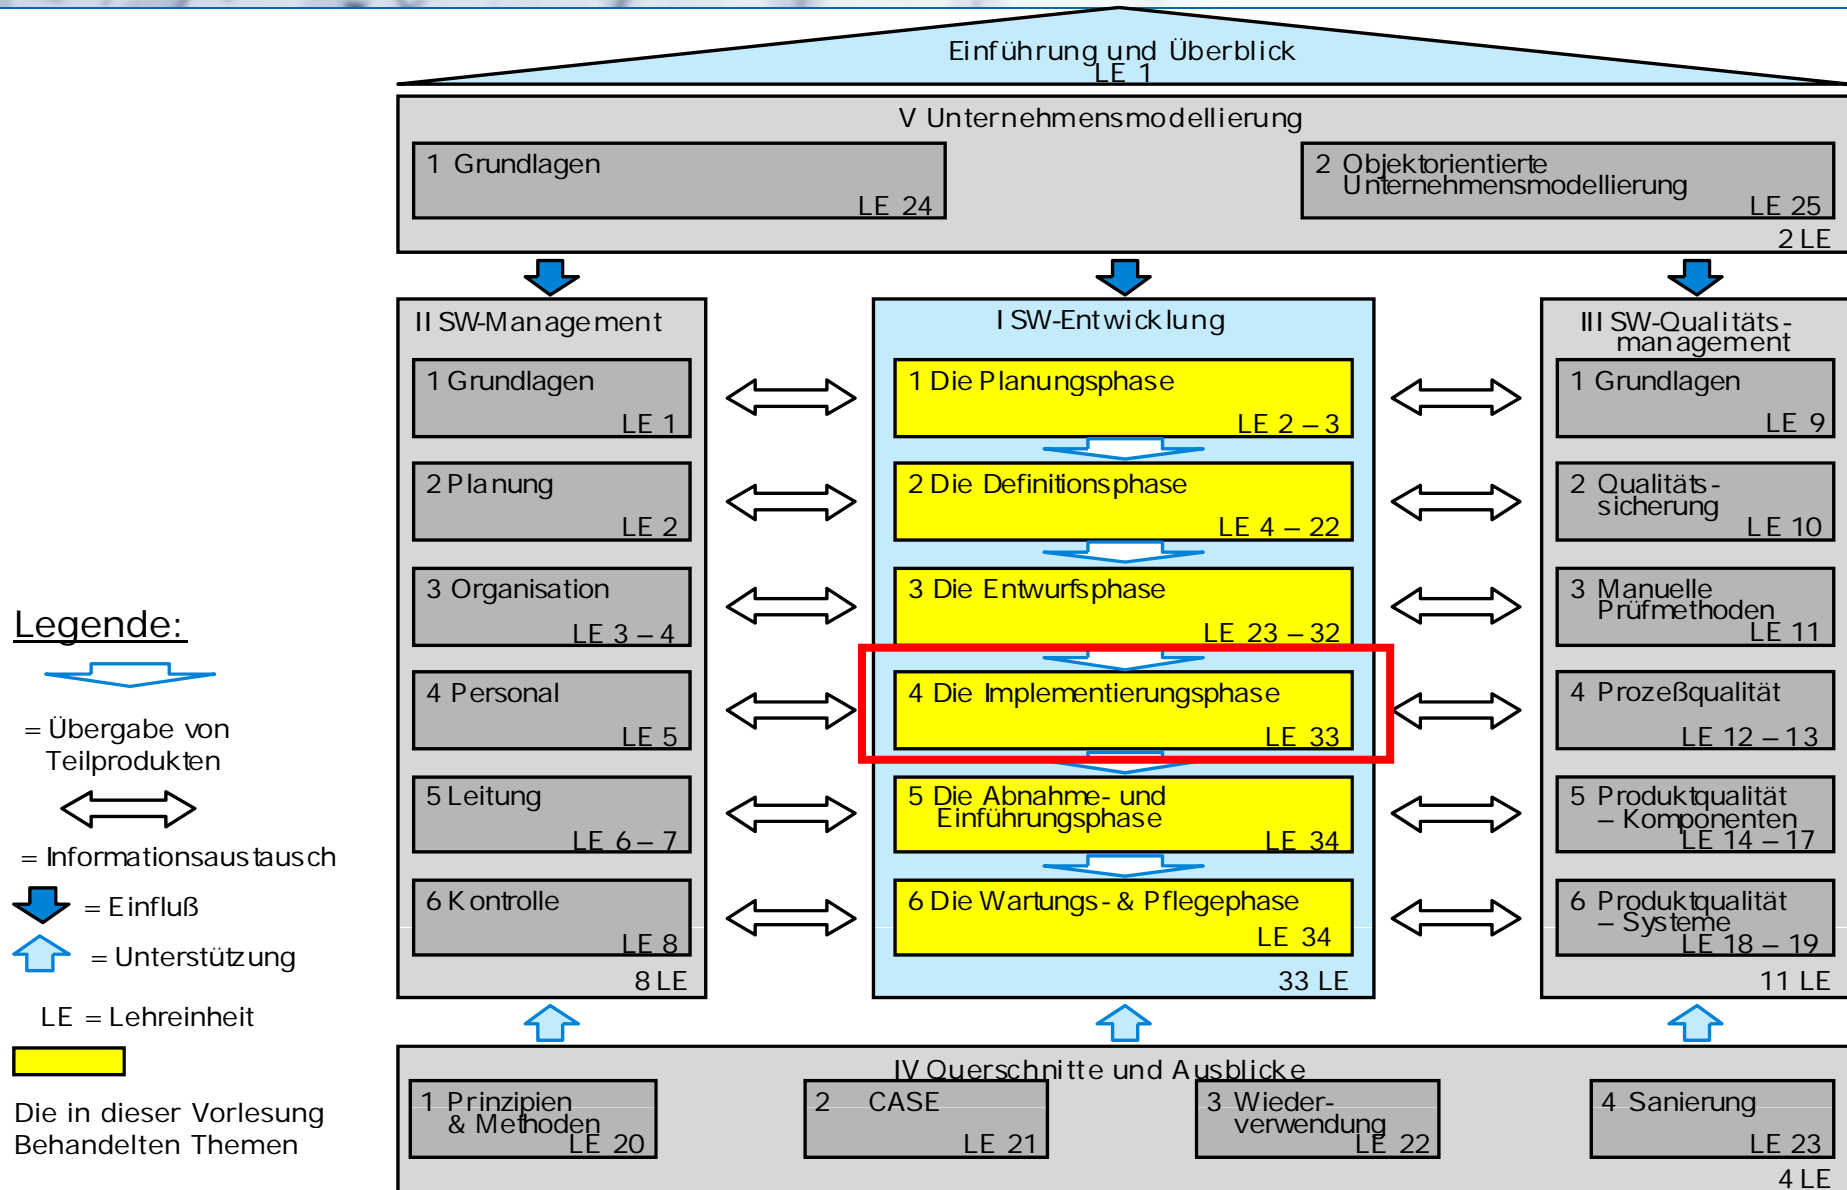 Einführung und Überblick
LE 1
V Unternehmensmodellierung
1 Grundlagen
LE 24
2 Objektorientierte
Unternehmensmodellierung
LE 25
2 LE
II SW-Management
1 Grundlagen
LE 1
2 Planung
LE 2
3 Organisation
LE 3 – 4
4 Personal
LE 5
5 Leitung
LE 6 – 7
6 Kontrolle
LE 8
8 LE
I SW-Entwicklung
1 Die Planungsphase
LE 2 – 3
2 Die Definitionsphase
LE 4 – 22
3 Die Entwurfsphase
LE 23 – 32
4 Die Implementierungsphase
LE 33
5 Die Abnahme- und
Einführungsphase
LE 34
6 Die Wartungs- & Pflegephase
LE 34
33 LE
III SW-Qualitäts-
management
1 Grundlagen
LE 9
2 Qualitäts-
sicherung
LE 10
3 Manuelle
Prüfmethoden
LE 11
4 Prozeßqualität
LE 12 – 13
5 Produktqualität
– Komponenten
LE 14 – 17
6 Produktqualität
– Systeme
LE 18 – 19
11 LE
IV Querschnitte und Ausblicke
1 Prinzipien
& Methoden
LE 20
2 CASE
LE 21
3 Wieder-
verwendung
LE 22
4 Sanierung
LE 23
4 LE
Legende:
= Übergabe von
Teilprodukten
= Informationsaustausch
= Einfluß
= Unterstützung
LE = Lehreinheit
Die in dieser Vorlesung
Behandelten Themen